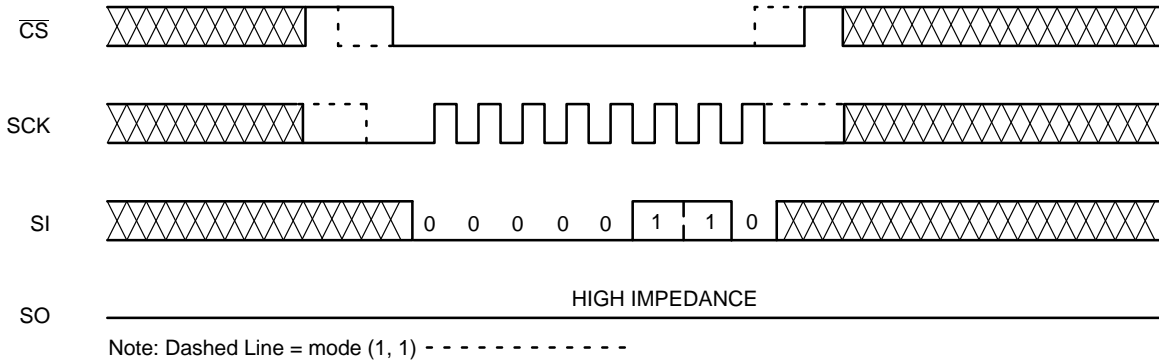 CS
SCK
SI
0 0 0 0 0 1 1 0
HIGH IMPEDANCE
SO
Note: Dashed Line = mode (1, 1) - - - - - - - - - - - -